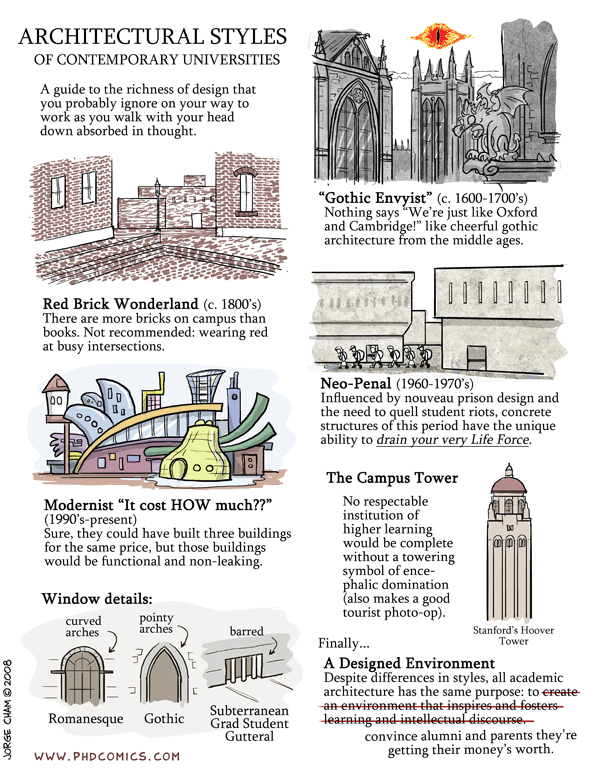 ARCHITECTURAL STYLES
OF CONTEMPORARY UNIVERSITIES
A guide to the richness of design that
you probably ignore on your way to
work as you walk with your head
down absorbed in thought.
"Gothic Envyist" (c. 1600-1700's)
Nothing says "We're just like Oxford
and Cambridge!" like cheerful gothic
architecture from the middle ages.
Red Brick Wonderland (c. 1800's)
There are more bricks on campus than
books. Not recommended: wearing red
at busy intersections.
Neo-Penal (1960-1970's)
Influenced by nouveau prison design and
the need to quell student riots, concrete
structures of this period have the unique
ability to drain your very Life Force.
Modernist "It cost HOW much??"
(1990's-present)
Sure, they could have built three buildings
for the same price, but those buildings
would be functional and non-leaking.
The Campus Tower
No respectable
institution of
higher learning
would be complete
without a towering
symbol of ence-
phalic domination
(also makes a good
tourist photo-op).
Stanford's Hoover
Tower
Window details:
curved
arches
pointy
arches
barred
Romanesque
Gothic
Subterranean
Grad Student
Gutteral
Finally...
A Designed Environment
Despite differences in styles, all academic
architecture has the same purpose: to create
an environment that inspires and fosters
learning and intellectual discourse.
convince alumni and parents they're
getting their money's worth.
JORGE CHAM © 2008
WWW.PHDCOMICS.COM